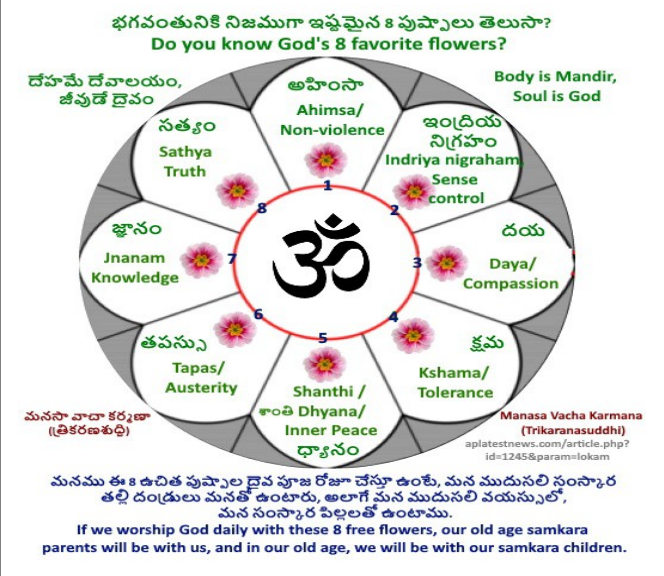 భగవంతునికి నిజముగా ఇష్టమైన 8 పుష్పాలు తెలుసా?
Do you know God's 8 favorite flowers?
దేహమే దేవాలయం,
జీవుడే దైవం
Body is Mandir,
Soul is God
అహింసా
Ahimsa/
Non-violence
1
ఇంద్రియ
నిగ్రహం
Indriya nigraham
Sense
control
2
దయ
Daya/
Compassion
3
క్షమ
Kshama/
Tolerance
4
5
Shanthi /
శాంతి Dhyana/
Inner Peace
ధ్యానం
6
తపస్సు
Tapas/
Austerity
7
జ్ఞానం
Jnanam
Knowledge
8
సత్యం
Sathya
Truth
ॐ
మనసా వాచా కర్మణా
(త్రికరణశుద్ధి)
Manasa Vacha Karmana
(Trikaranasuddhi)
aplatestnews.com/article.php?
id=1245&param=lokam
మనము ఈ 8 ఉచిత పుష్పాల దైవ పూజ రోజూ చేస్తూ ఉంటే, మన ముదుసలి సంస్కార
తల్లి దండ్రులు మనతో ఉంటారు, అలాగే మన ముదుసలి వయస్సులో,
మన సంస్కార పిల్లలతో ఉంటాము.
If we worship God daily with these 8 free flowers, our old age samkara
parents will be with us, and in our old age, we will be with our samkara children.